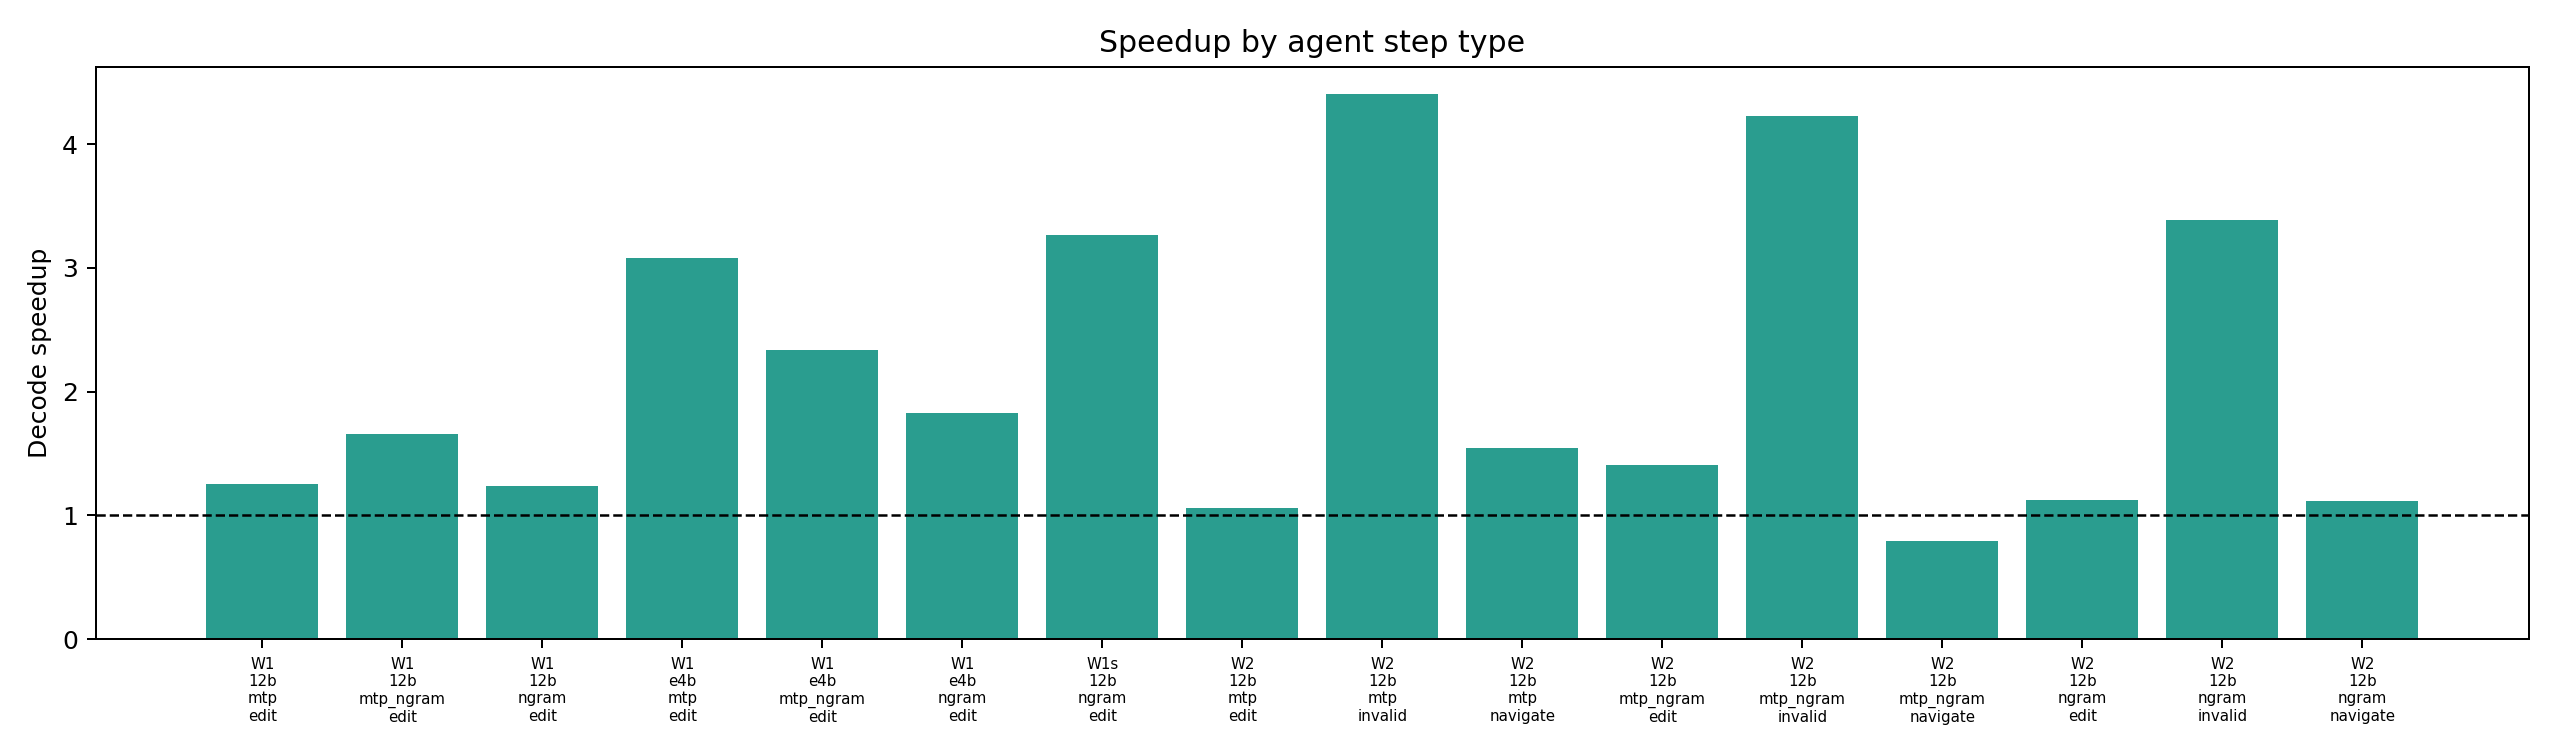 Speedup by agent step type
Decode speedup
4
3
2
1
0
W1
12b
mtp
edit
W1
12b
mtp_ngram
edit
W1
12b
ngram
edit
W1
e4b
mtp
edit
W1
e4b
mtp_ngram
edit
W1
e4b
ngram
edit
W1s
12b
ngram
edit
W2
12b
mtp
edit
W2
12b
mtp
invalid
W2
12b
mtp
navigate
W2
12b
mtp_ngram
edit
W2
12b
mtp_ngram
invalid
W2
12b
mtp_ngram
navigate
W2
12b
ngram
edit
W2
12b
ngram
invalid
W2
12b
ngram
navigate